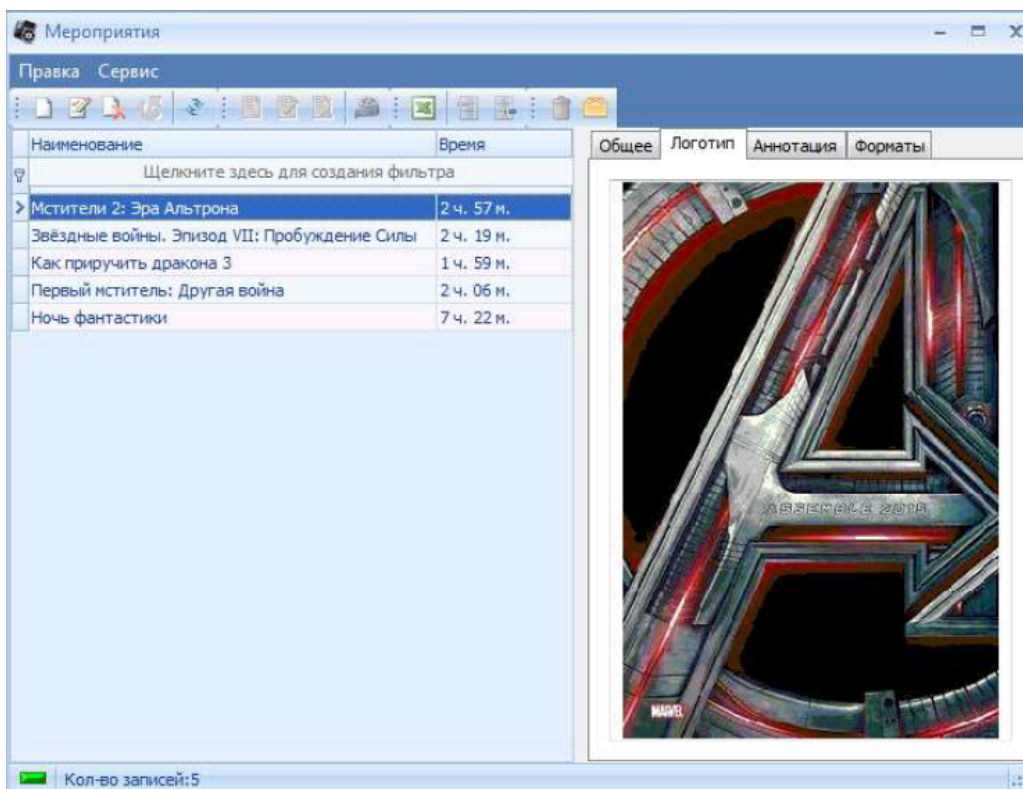 Мероприятия
Правка Сервис
Наименование Время
Щелкните здесь для создания фильтра
Мстители 2: Эра Альтрона 2 ч. 57 м.
Звёздные войны. Эпизод VII: Пробуждение Силы 2 ч. 19 м.
Как приручить дракона 3 1 ч. 59 м.
Первый мститель: Другая война 2 ч. 06 м.
Ночь фантастики 7 ч. 22 м.
Общее Логотип Аннотация Форматы
ASSEMBLE 2015
MARVEL
Кол-во записей:5